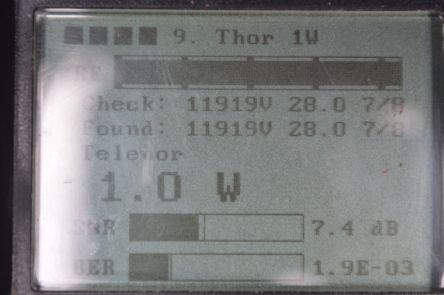 9. Thor 1W
RF
Check: 11919V 28.0 7/8
Found: 11919V 28.0 7/8
Telenor
1.0 W
SNR 7.4 dB
BER 1.9E-03